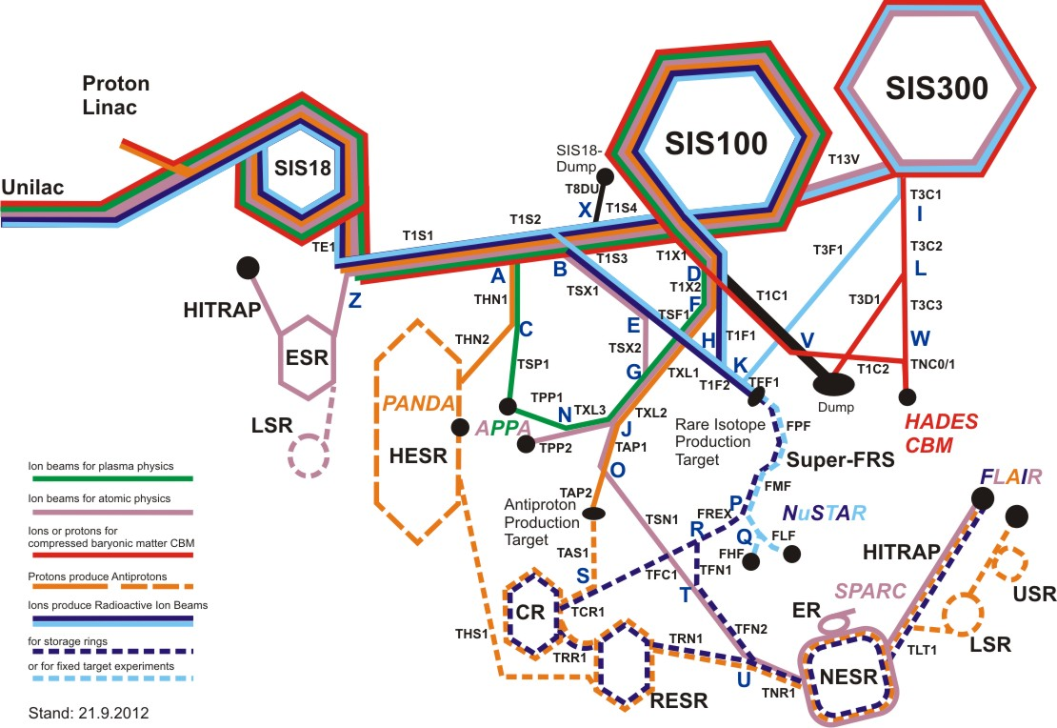 Proton
Linac
Unilac
SIS18
SIS100
SIS300
SIS18-
Dump
T8DU
X
T1S4
T1S2
T1S1
TE1
Z
T13V
T3C1
I
T3C2
L
T3C3
W
TNC0/1
T3F1
T3D1
T1C1
V
T1C2
Dump
HADES
CBM
A
B
T1S3
T1X1
D
T1X2
F
TSF1
THN1
THN2
C
TSP1
TSX1
E
TSX2
G
H
T1F1
K
T1F2
TFF1
TXL1
TXL2
TXL3
TPP1
N
TPP2
APPA
J
TAP1
O
TAP2
HITRAP
ESR
LSR
PANDA
HESR
Rare Isotope
Production
Target
FPF
Super-FRS
FMF
NuSTAR
P
FREX
R
Q
FHF
FLF
Antiproton
Production
Target
TAS1
S
TSN1
TFC1
TFN1
T
TFN2
CR
TCR1
TRR1
THS1
RESR
TRN1
U
TNR1
NESR
ER
SPARC
HITRAP
FLAIR
USR
LSR
TLT1
Ion beams for plasma physics
Ion beams for atomic physics
Ions or protons for
compressed baryonic matter CBM
Protons produce Antiprotons
Ions produce Radioactive Ion Beams
for storage rings
or for fixed target experiments
Stand: 21.9.2012